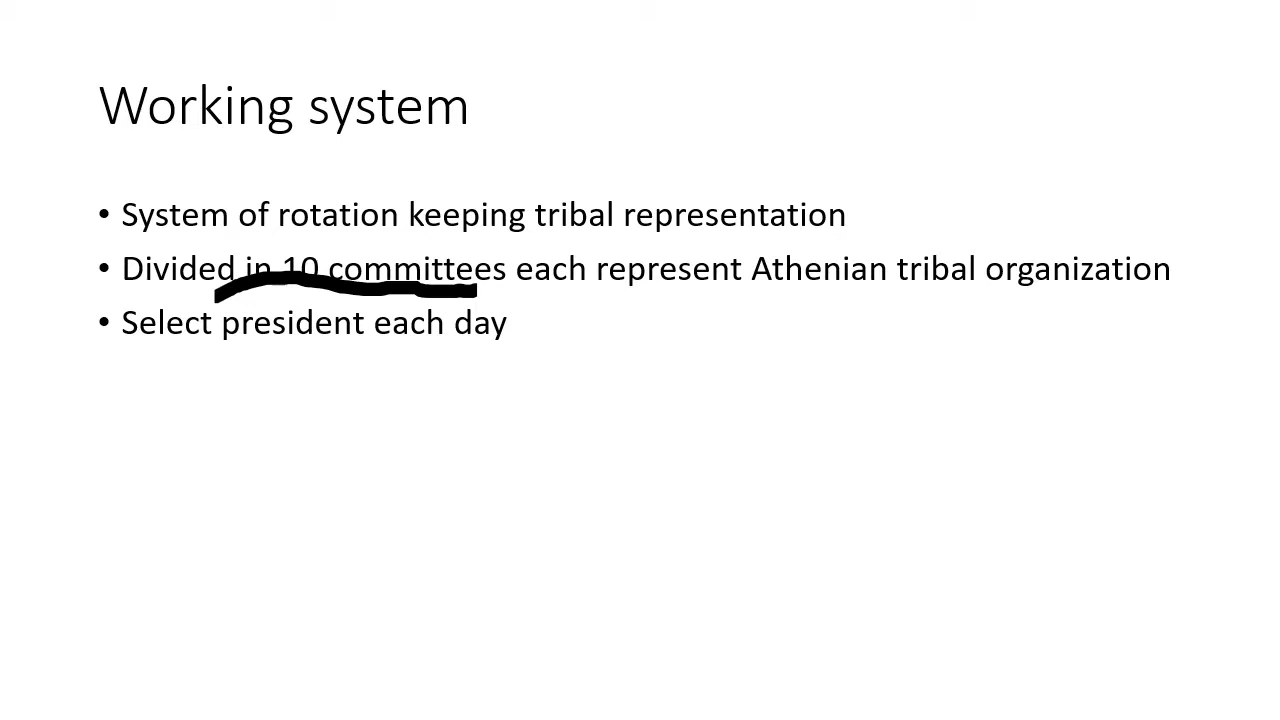 Working system
• System of rotation keeping tribal representation
• Divided in 10 committees each represent Athenian tribal organization
• Select president each day